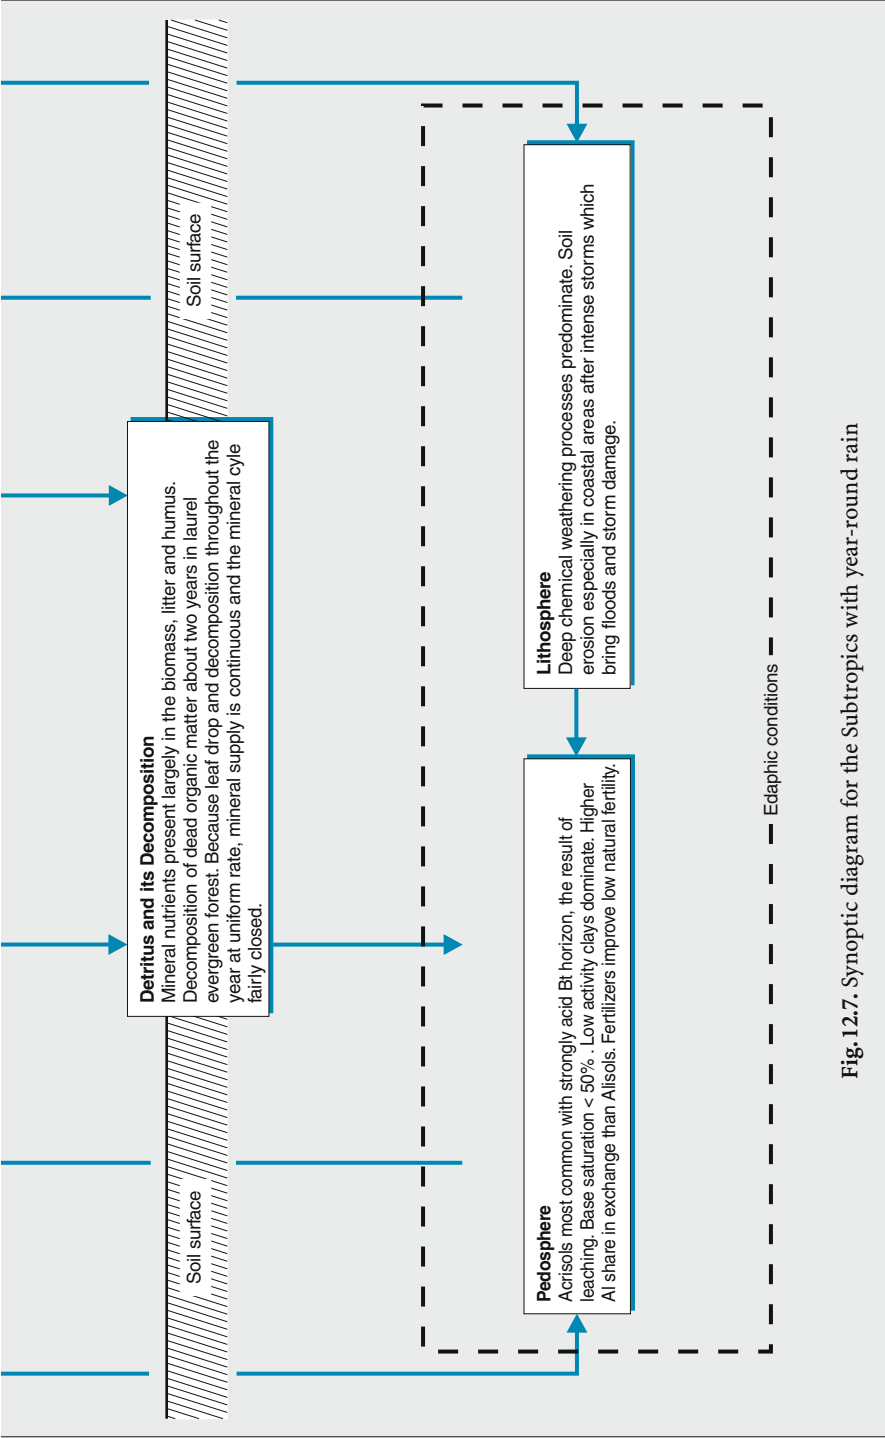 Soil surface
Soil surface
Detritus and its Decomposition
Mineral nutrients present largely in the biomass, litter and humus.
Decomposition of dead organic matter about two years in laurel
evergreen forest. Because leaf drop and decomposition throughout the
year at uniform rate, mineral supply is continuous and the mineral cyle
fairly closed.
Pedosphere
Acrisols most common with strongly acid Bt horizon, the result of
leaching. Base saturation < 50% . Low activity clays dominate. Higher
Al share in exchange than Alisols. Fertilizers improve low natural fertility.
Lithosphere
Deep chemical weathering processes predominate. Soil
erosion especially in coastal areas after intense storms which
bring floods and storm damage.
Edaphic conditions
Fig. 12.7. Synoptic diagram for the Subtropics with year-round rain